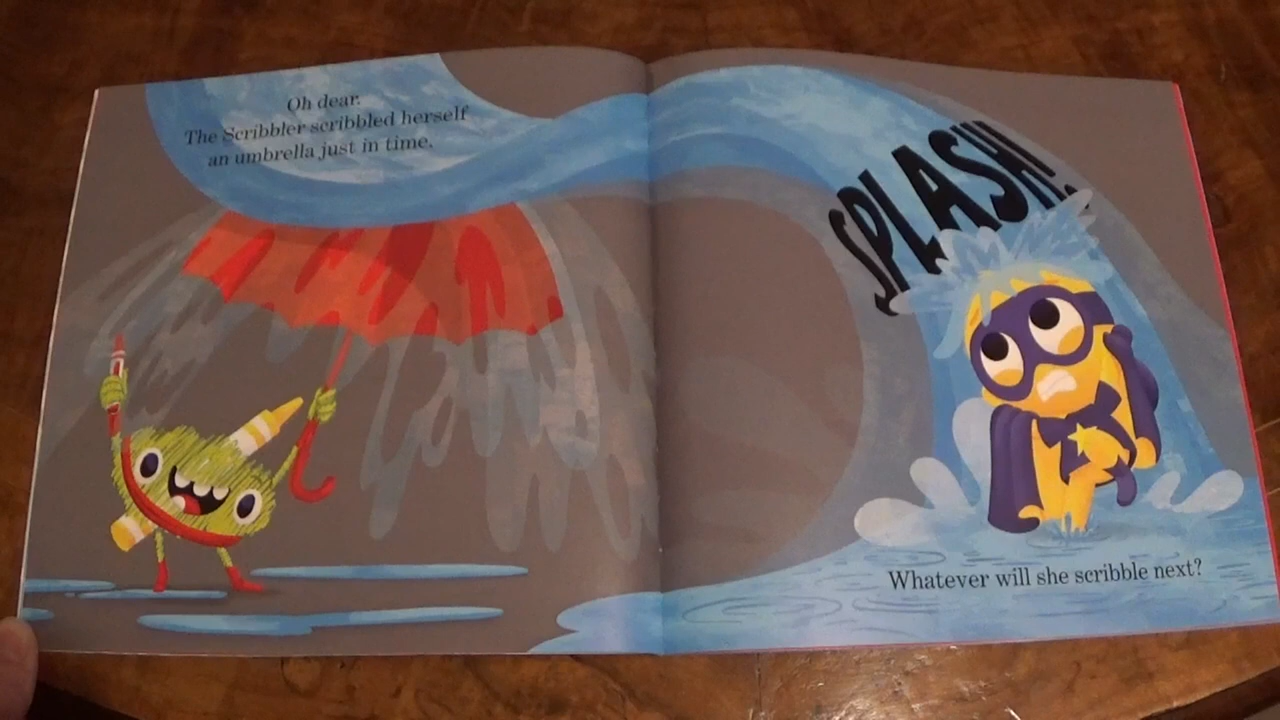 Oh dear.
The Scribbler scribbled herself
an umbrella just in time.
SPLASH!
Whatever will she scribble next?